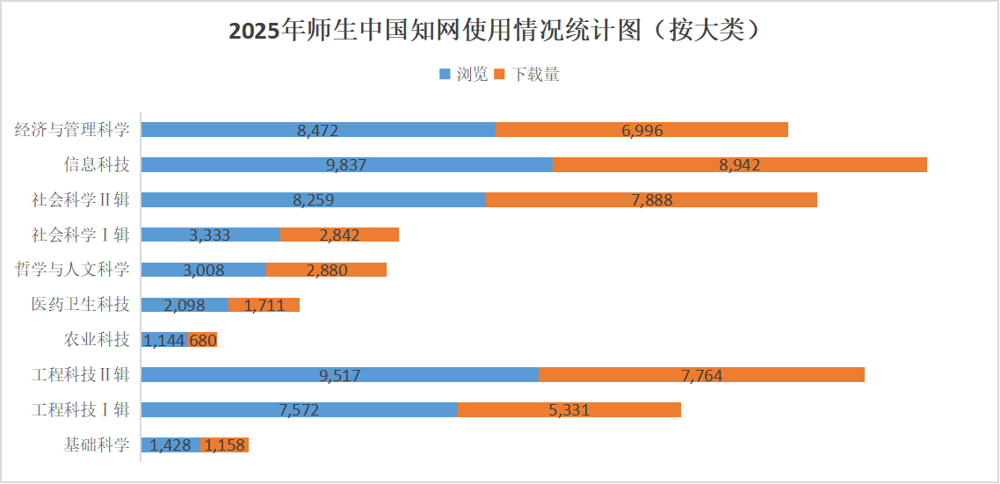 2025年师生中国知网使用情况统计图（按大类）
浏览 下载量
经济与管理科学 8,472 6,996
信息科技 9,837 8,942
社会科学Ⅱ辑 8,259 7,888
社会科学Ⅰ辑 3,333 2,842
哲学与人文科学 3,008 2,880
医药卫生科技 2,098 1,711
农业科技 1,144 680
工程科技Ⅱ辑 9,517 7,764
工程科技Ⅰ辑 7,572 5,331
基础科学 1,428 1,158